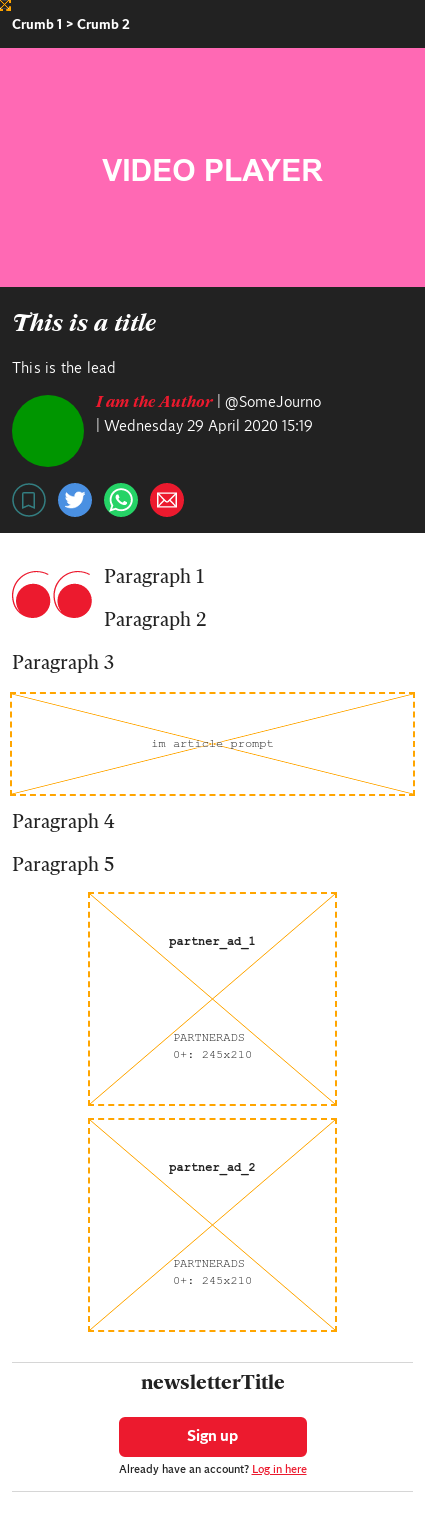 Crumb 1 > Crumb 2
VIDEO PLAYER
This is a title
This is the lead
I am the Author | @SomeJourno
| Wednesday 29 April 2020 15:19
Paragraph 1
Paragraph 2
Paragraph 3
im article prompt
Paragraph 4
Paragraph 5
partner_ad_1
PARTNERADS
0+: 245x210
partner_ad_2
PARTNERADS
0+: 245x210
newsletterTitle
Sign up
Already have an account? Log in here